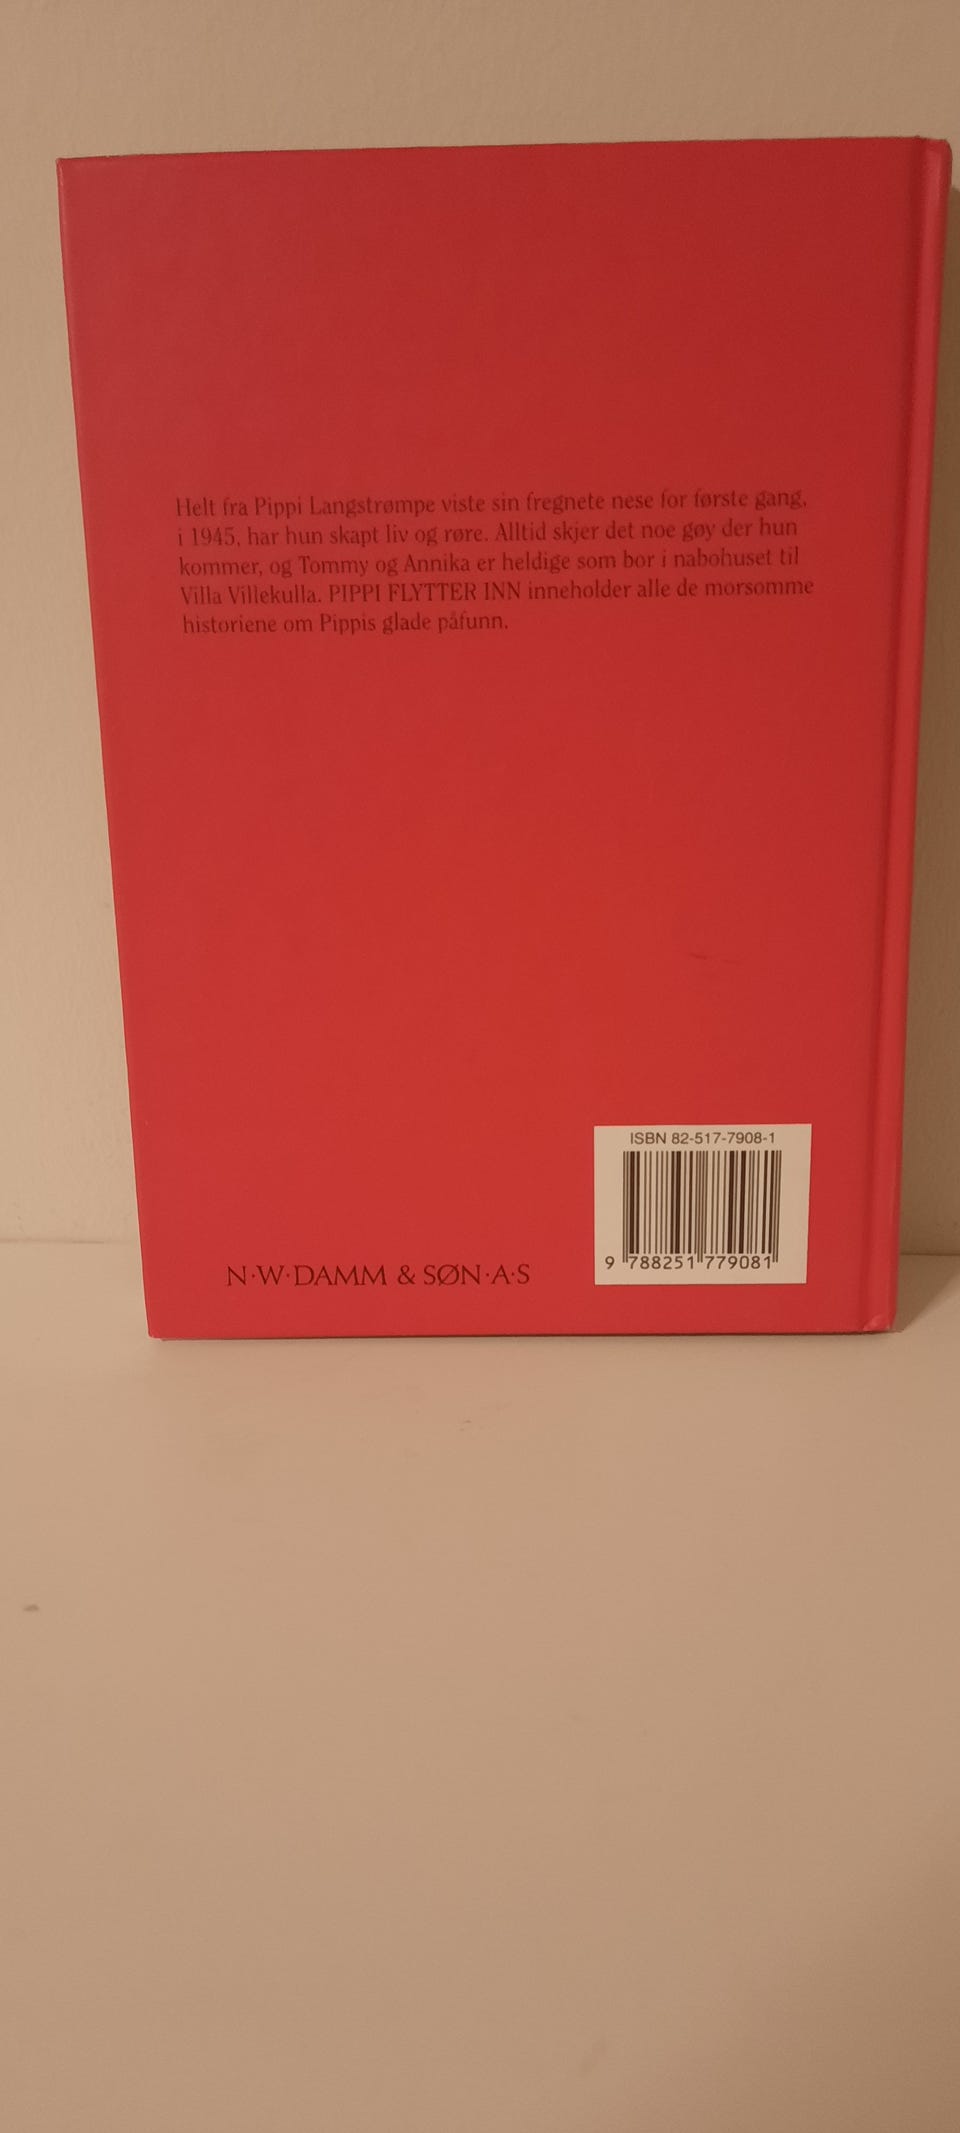 Helt fra Pippi Langstrømpe viste sin fregnete nese for første gang,
i 1945, har hun skapt liv og røre. Alltid skjer det noe gøy der hun
kommer, og Tommy og Annika er heldige som bor i nabohuset til
Villa Villekulla. PIPPI FLYTTER INN inneholder alle de morsomme
historiene om Pippis glade påfunn.
ISBN 82-517-7908-1
9 788251 779081
N·W·DAMM & SØN·A·S